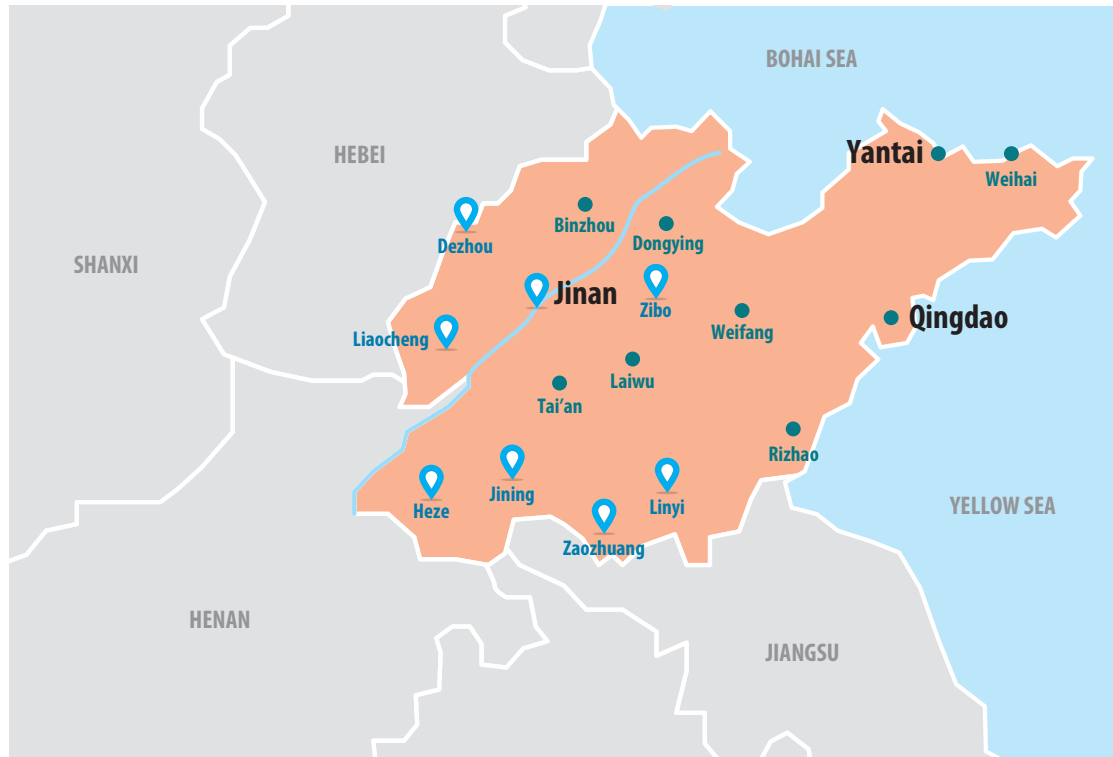 BOHAI SEA
HEBEI
Yantai
Weihai
Binzhou
Dezhou
Dongying
SHANXI
Jinan
Zibo
Qingdao
Weifang
Liaocheng
Laiwu
Tai'an
Rizhao
Jining
Linyi
Heze
YELLOW SEA
Zaozhuang
HENAN
JIANGSU